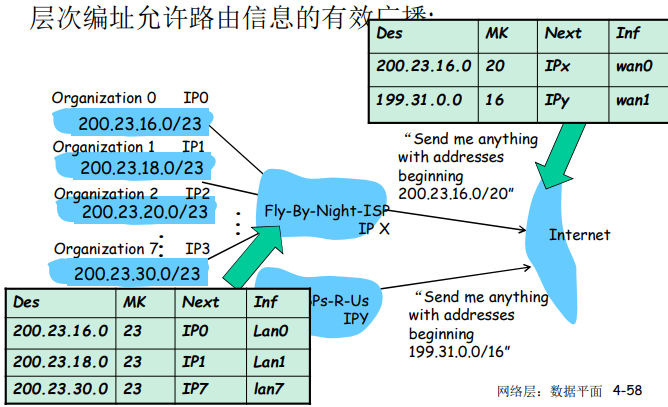 层次编址允许路由信息的有效广播:
Des MK Next Inf
200.23.16.0 20 IPx wan0
199.31.0.0 16 IPy wan1
Organization 0 IP0
200.23.16.0/23
Organization 1 IP1
200.23.18.0/23
Organization 2 IP2
200.23.20.0/23
Organization 7 IP3
200.23.30.0/23
Fly-By-Night-ISP
IP X
“Send me anything
with addresses
beginning
200.23.16.0/20”
Internet
Ps-R-Us
IPY
“Send me anything
with addresses
beginning
199.31.0.0/16”
Des MK Next Inf
200.23.16.0 23 IP0 Lan0
200.23.18.0 23 IP1 Lan1
200.23.30.0 23 IP7 lan7
网络层：数据平面 4-58